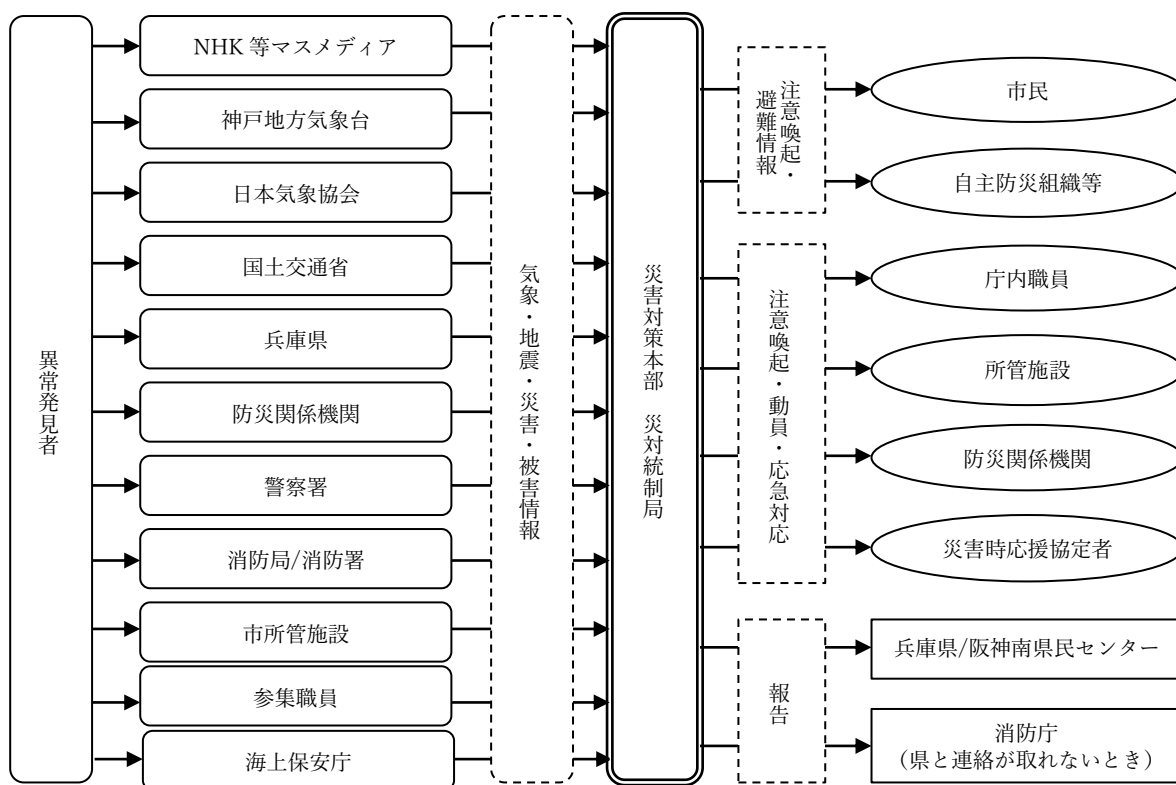 異常発見者
NHK 等マスメディア
神戸地方気象台
日本気象協会
国土交通省
兵庫県
防災関係機関
警察署
消防局/消防署
市所管施設
参集職員
海上保安庁
気象・地震・災害・被害情報
災害対策本部　災対統制局
注意喚起・
避難情報
市民
自主防災組織等
注意喚起・動員・応急対応
庁内職員
所管施設
防災関係機関
災害時応援協定者
報告
兵庫県/阪神南県民センター
消防庁
（県と連絡が取れないとき）